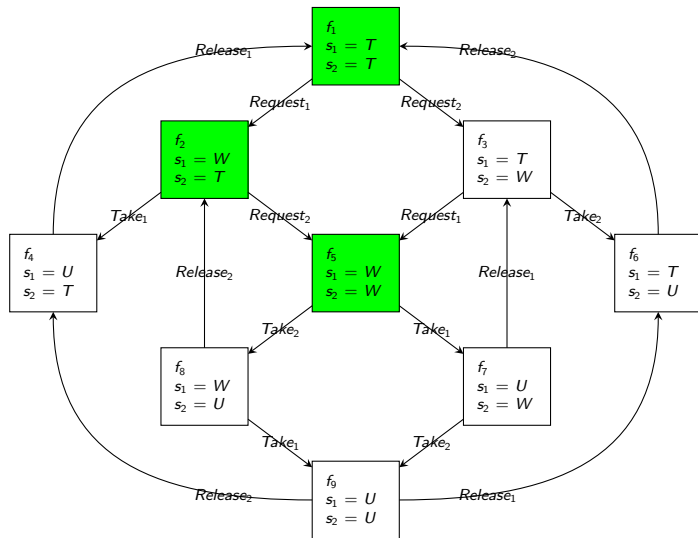 f₁
s₁ = T
s₂ = T
Release₁
Release₂
Request₁
Request₂
f₂
s₁ = W
s₂ = T
f₃
s₁ = T
s₂ = W
Take₁
Request₂
Request₁
Take₂
f₄
s₁ = U
s₂ = T
Release₂
f₅
s₁ = W
s₂ = W
Release₁
f₆
s₁ = T
s₂ = U
Take₂
Take₁
f₈
s₁ = W
s₂ = U
f₇
s₁ = U
s₂ = W
Take₁
Take₂
f₉
s₁ = U
s₂ = U
Release₂
Release₁